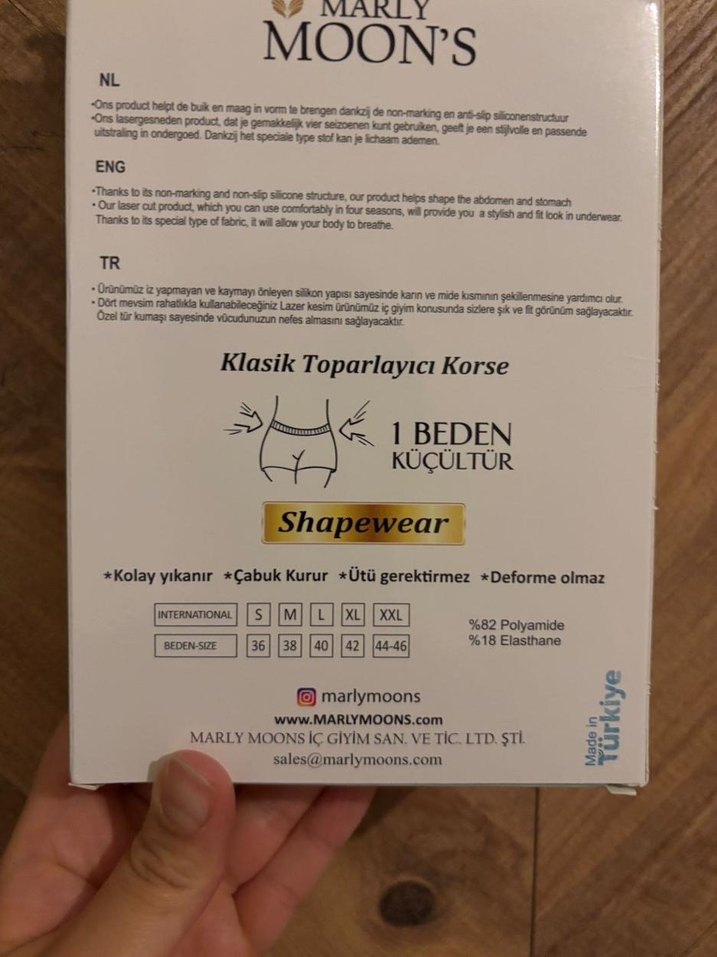 MARLY
MOON'S
NL
•Ons product helpt de buik en maag in vorm te brengen dankzij de non-marking en anti-slip siliconenstructuur
•Ons lasergesneden product, dat je gemakkelijk vier seizoenen kunt gebruiken, geeft je een stijlvolle en passende
uitstraling in ondergoed. Dankzij het speciale type stof kan je lichaam ademen.
ENG
•Thanks to its non-marking and non-slip silicone structure, our product helps shape the abdomen and stomach
• Our laser cut product, which you can use comfortably in four seasons, will provide you a stylish and fit look in underwear.
Thanks to its special type of fabric, it will allow your body to breathe.
TR
• Ürünümüz iz yapmayan ve kaymayı önleyen silikon yapısı sayesinde karın ve mide kısmının şekillenmesine yardımcı olur.
• Dört mevsim rahatlıkla kullanabileceğiniz Lazer kesim ürünümüz iç giyim konusunda sizlere şık ve fit görünüm sağlayacaktır.
Özel tür kumaşı sayesinde vücudunuzun nefes almasını sağlayacaktır.
Klasik Toparlayıcı Korse
1 BEDEN
KÜÇÜLTÜR
Shapewear
*Kolay yıkanır *Çabuk Kurur *Ütü gerektirmez *Deforme olmaz
INTERNATIONAL S M L XL XXL
BEDEN-SIZE 36 38 40 42 44-46
%82 Polyamide
%18 Elasthane
marlymoons
www.MARLYMOONS.com
MARLY MOONS İÇ GİYİM SAN. VE TİC. LTD. ŞTİ.
sales@marlymoons.com
Made in
Türkiye